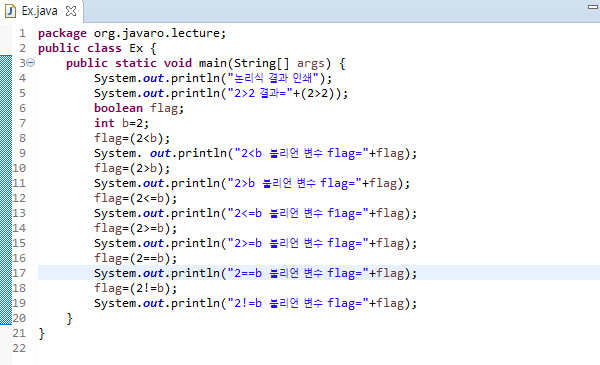 Ex.java
1 package org.javaro.lecture;
2 public class Ex {
3 public static void main(String[] args) {
4 System.out.println("논리식 결과 인쇄");
5 System.out.println("2>2 결과="+(2>2));
6 boolean flag;
7 int b=2;
8 flag=(2<b);
9 System. out.println("2<b 불리언 변수 flag="+flag);
10 flag=(2>b);
11 System.out.println("2>b 불리언 변수 flag="+flag);
12 flag=(2<=b);
13 System.out.println("2<=b 불리언 변수 f1ag="+flag);
14 flag=(2>=b);
15 System.out.println("2>=b 불리언 변수 flag="+flag);
16 flag=(2==b);
17 System.out.println("2==b 불리언 변수 flag="+flag);
18 flag=(2!=b);
19 System.out.println("2!=b 불리언 변수 flag="+flag);
20 }
21 }
22